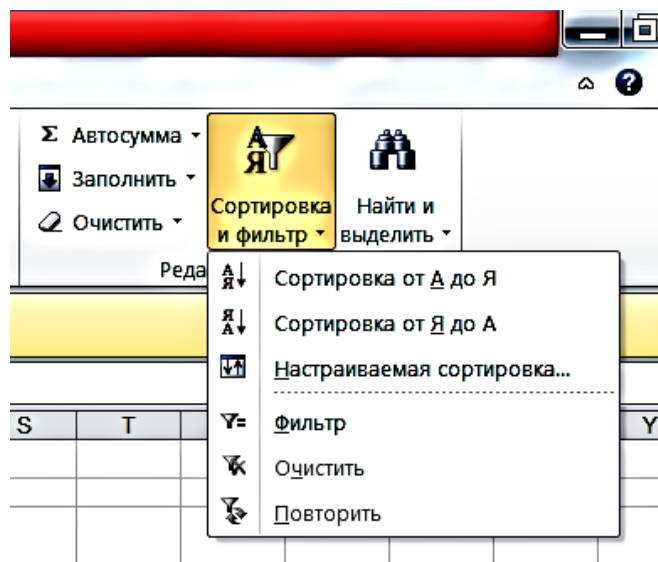 Σ Автосумма
Заполнить
Очистить
Сортировка
и фильтр
Найти и
выделить
Реда
Сортировка от А до Я
Сортировка от Я до А
Настраиваемая сортировка...
Фильтр
Очистить
Повторить
S T Y